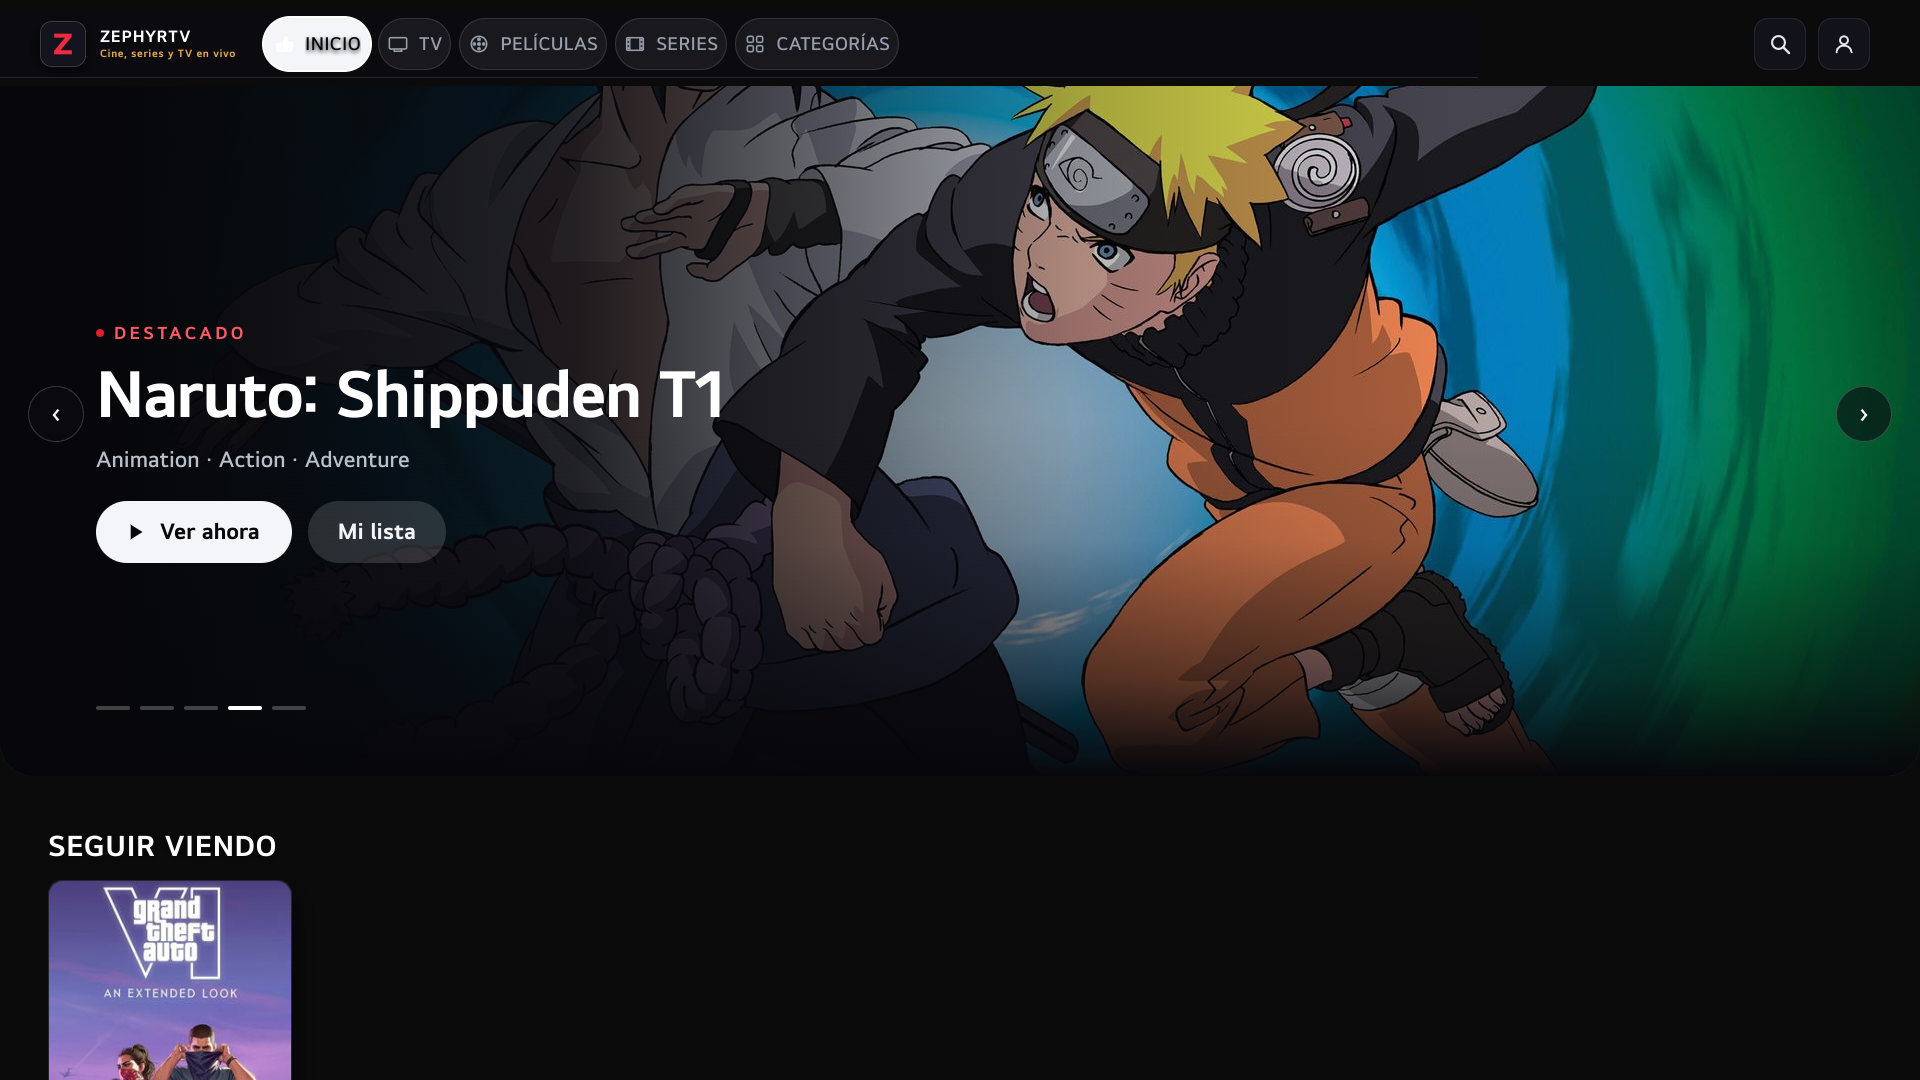 Z
ZEPHYRTV
Cine, series y TV en vivo
INICIO
TV
PELÍCULAS
SERIES
CATEGORÍAS
DESTACADO
Naruto: Shippuden T1
Animation · Action · Adventure
Ver ahora
Mi lista
SEGUIR VIENDO
VI
grand
theft
auto
AN EXTENDED LOOK